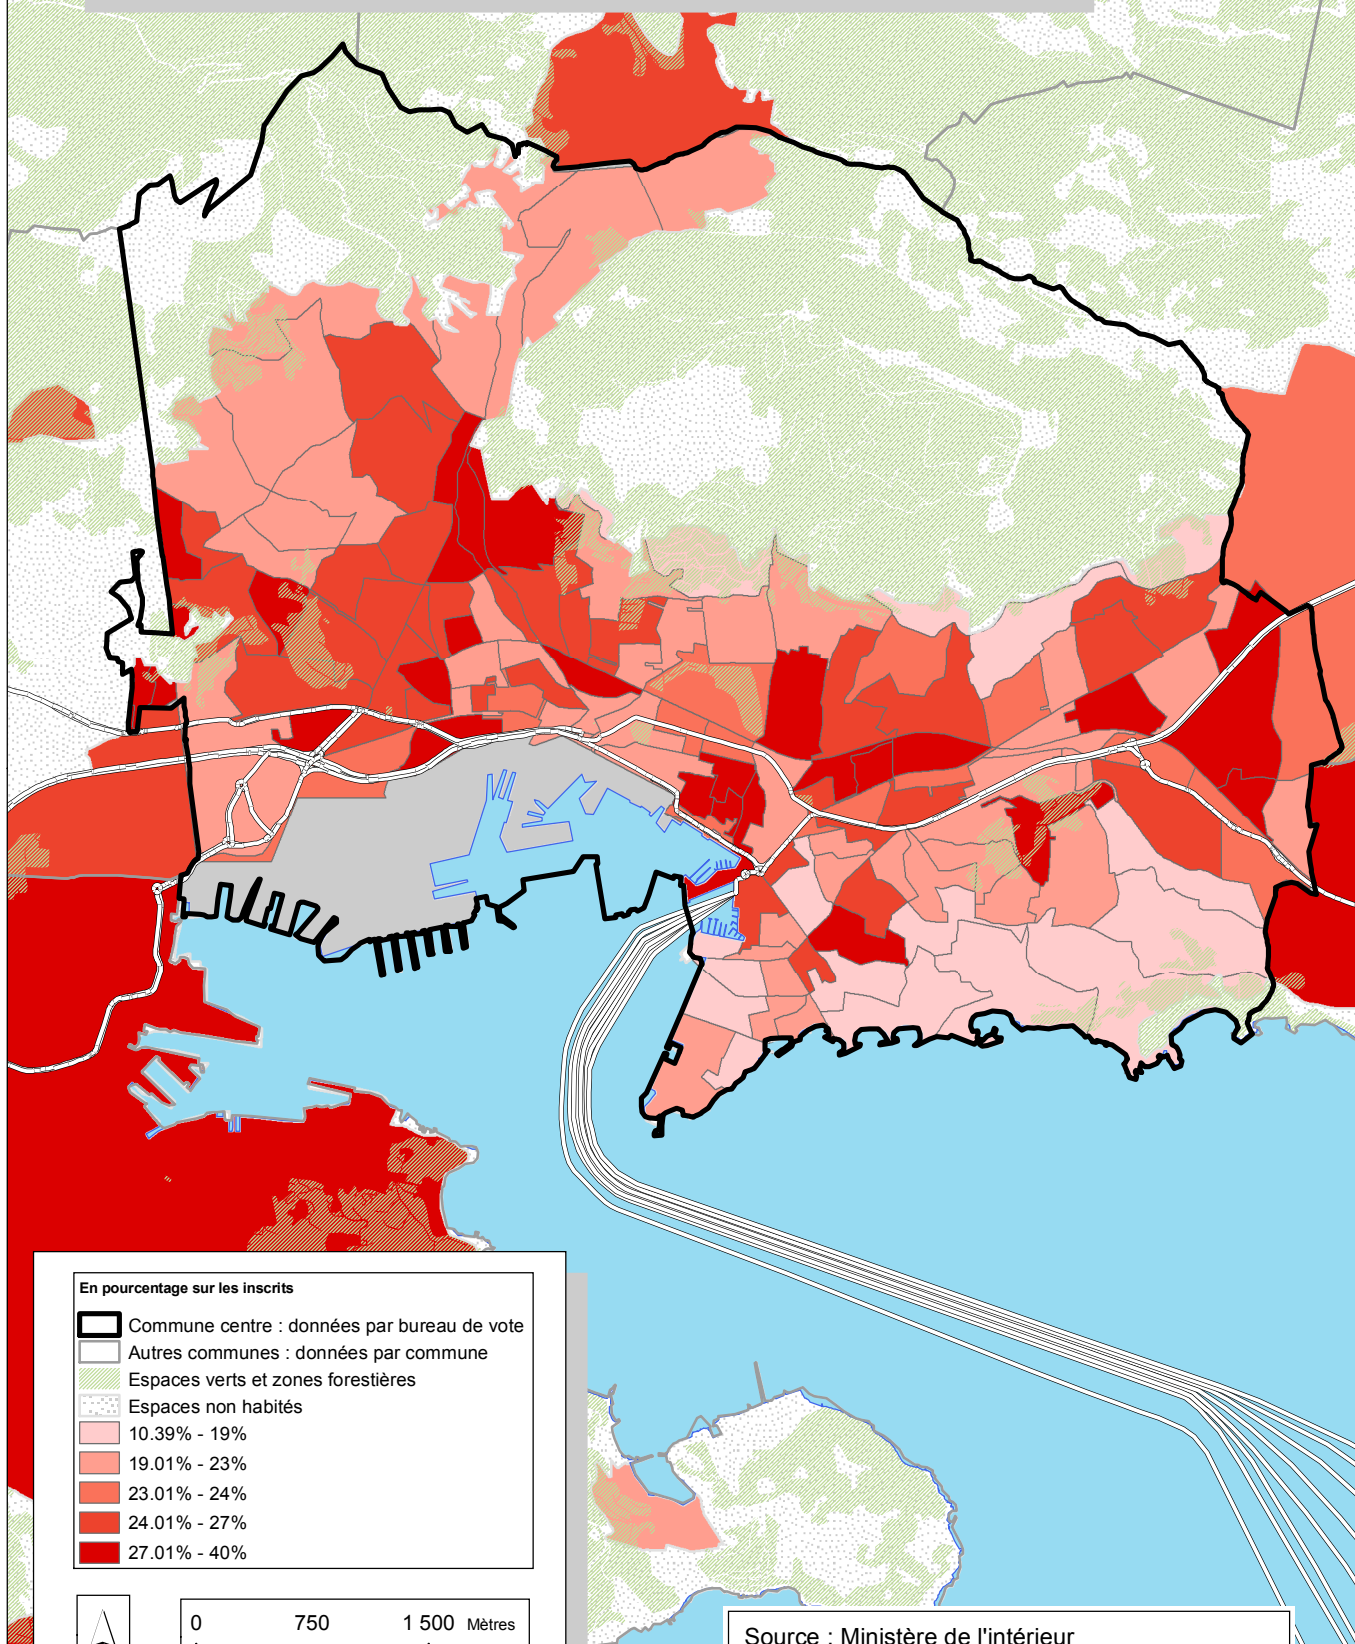 En pourcentage sur les inscrits
Commune centre : données par bureau de vote
Autres communes : données par commune
Espaces verts et zones forestières
Espaces non habités
10.39% - 19%
19.01% - 23%
23.01% - 24%
24.01% - 27%
27.01% - 40%
0 750 1 500 Mètres
Source : Ministère de l'intérieur